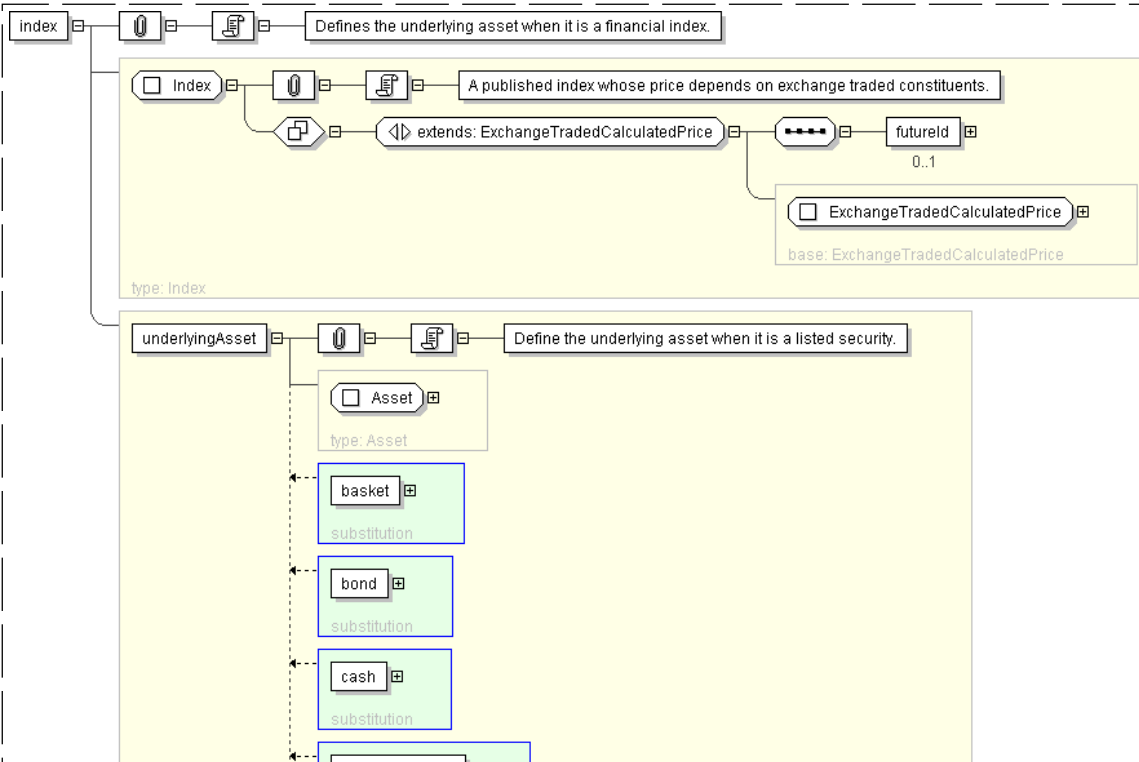 index Defines the underlying asset when it is a financial index.
Index A published index whose price depends on exchange traded constituents.
extends: ExchangeTradedCalculatedPrice futureId
0..1
ExchangeTradedCalculatedPrice
base: ExchangeTradedCalculatedPrice
type: Index
underlyingAsset Define the underlying asset when it is a listed security.
Asset
type: Asset
basket
substitution
bond
substitution
cash
substitution